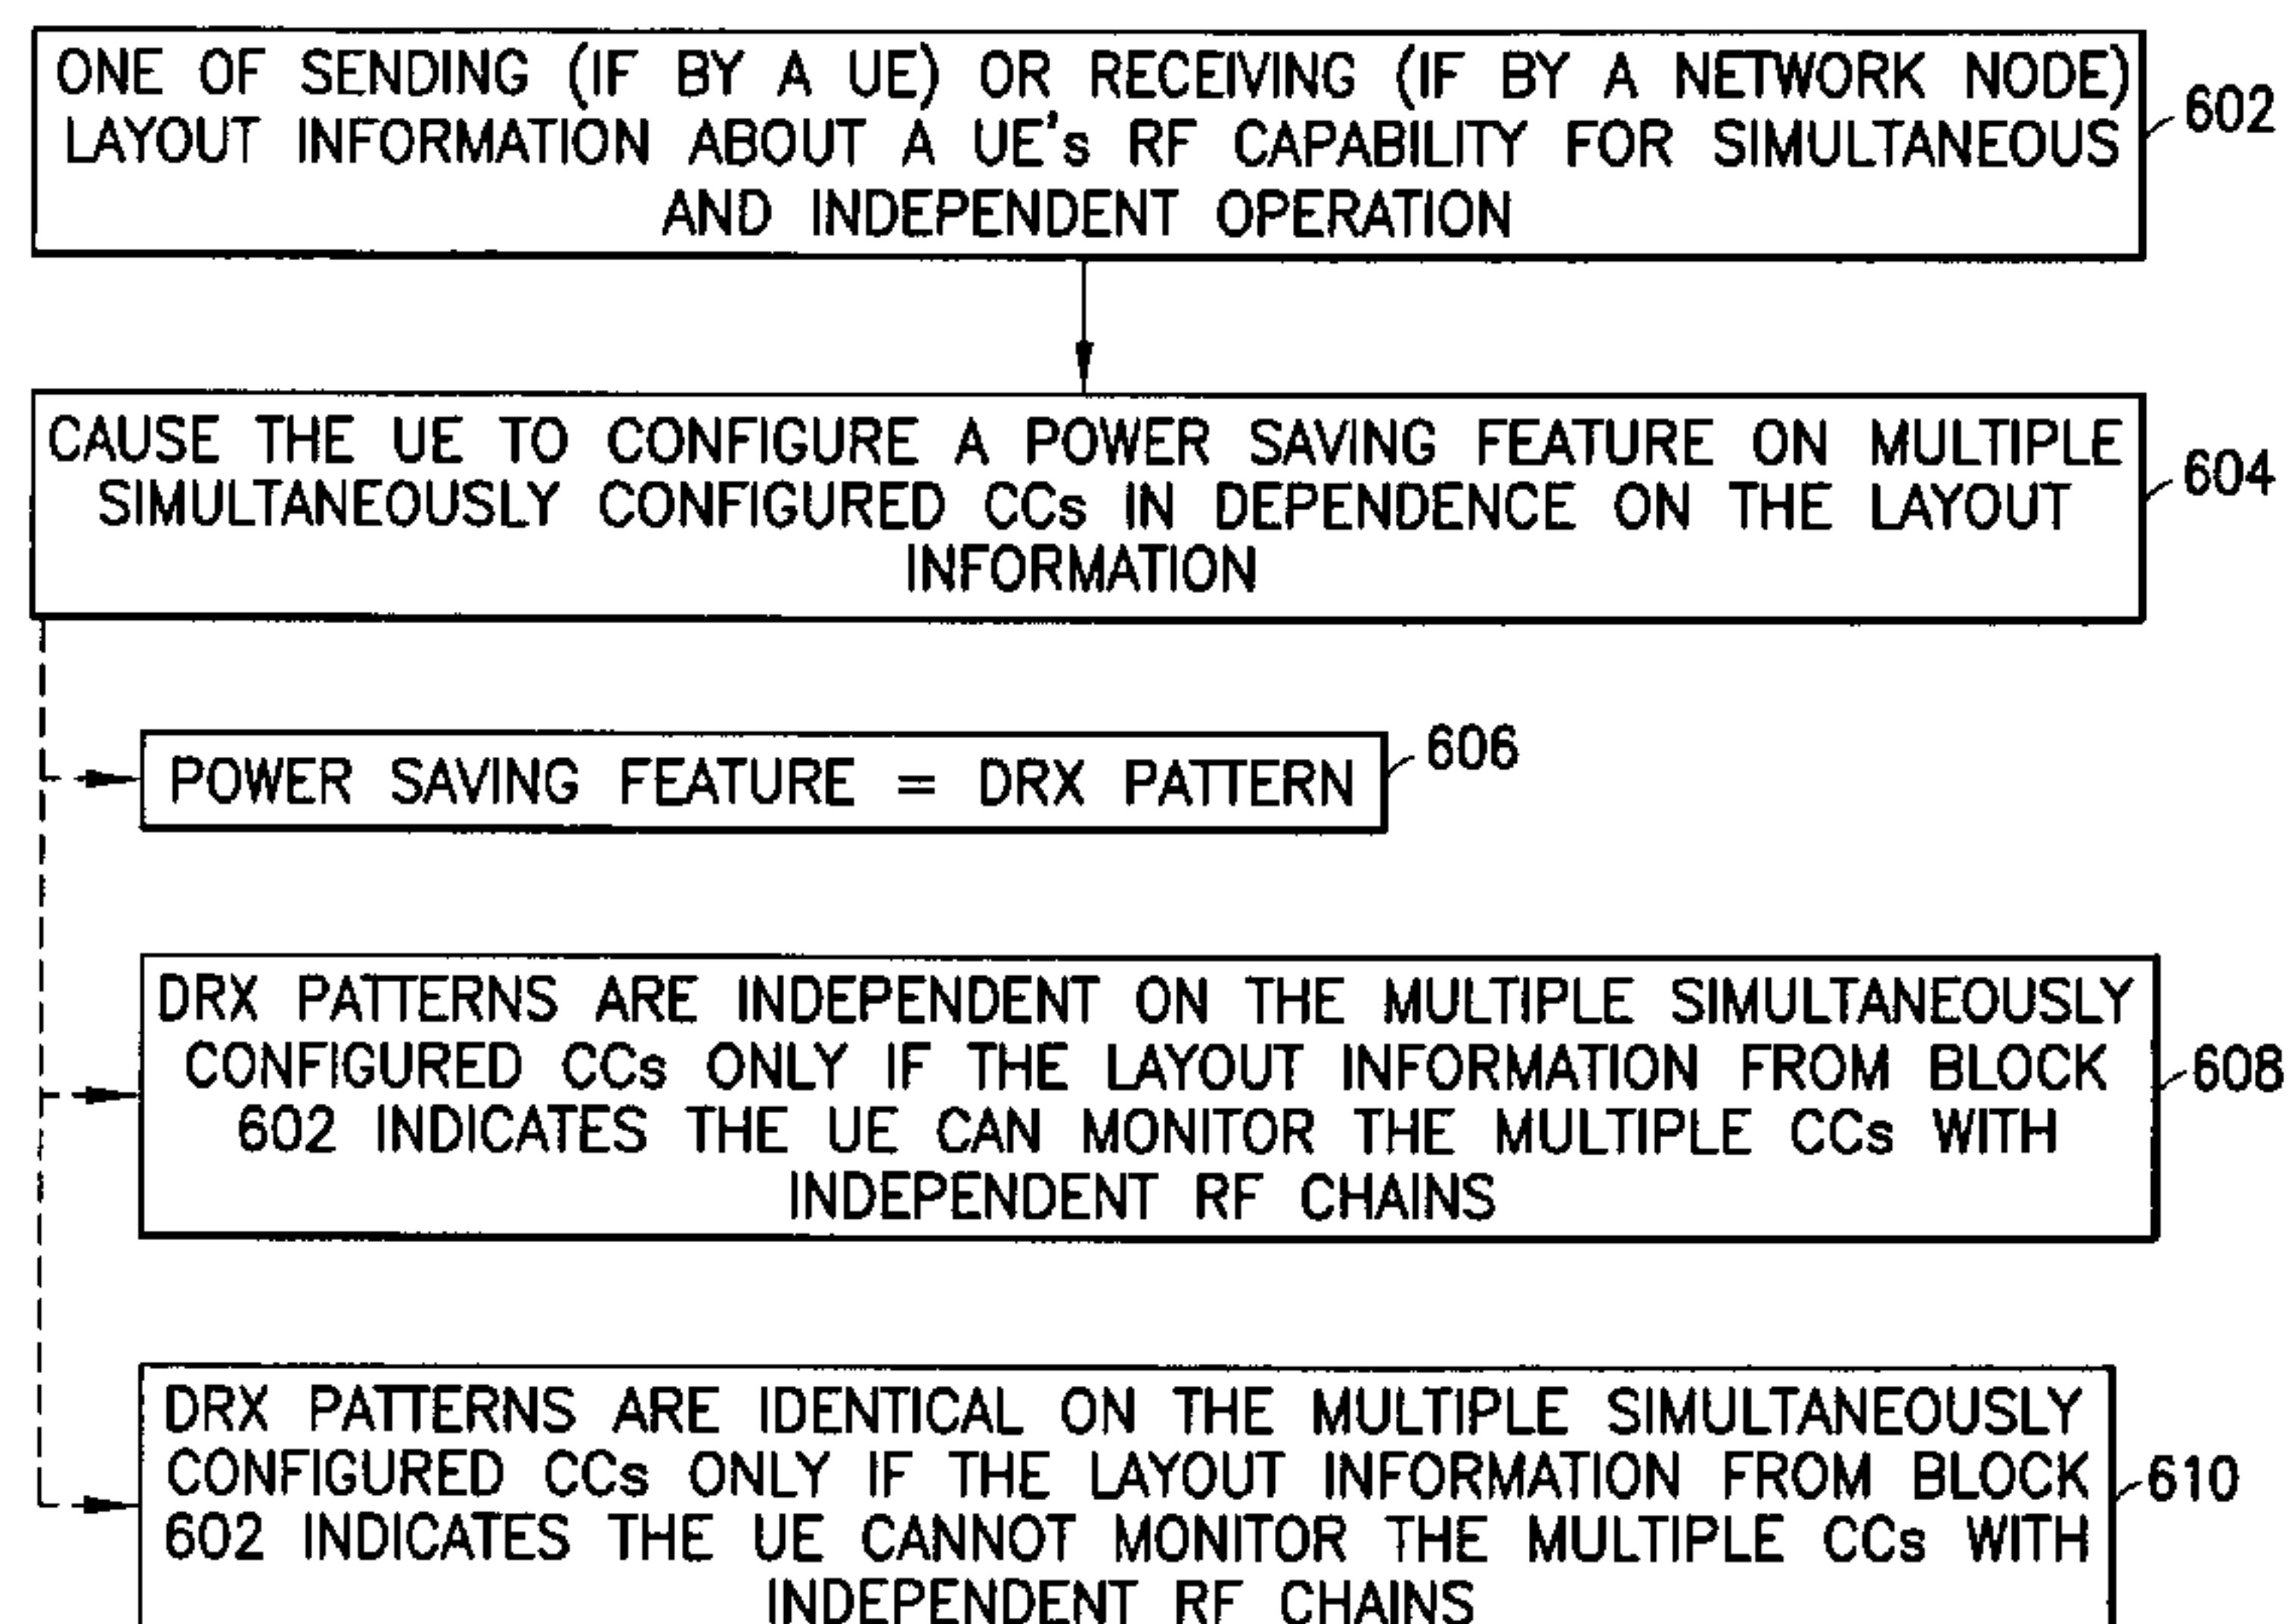 ONE OF SENDING (IF BY A UE) OR RECEIVING (IF BY A NETWORK NODE)
LAYOUT INFORMATION ABOUT A UE's RF CAPABILITY FOR SIMULTANEOUS
AND INDEPENDENT OPERATION
602
CAUSE THE UE TO CONFIGURE A POWER SAVING FEATURE ON MULTIPLE
SIMULTANEOUSLY CONFIGURED CCs IN DEPENDENCE ON THE LAYOUT
INFORMATION
604
POWER SAVING FEATURE = DRX PATTERN
606
DRX PATTERNS ARE INDEPENDENT ON THE MULTIPLE SIMULTANEOUSLY
CONFIGURED CCs ONLY IF THE LAYOUT INFORMATION FROM BLOCK
602 INDICATES THE UE CAN MONITOR THE MULTIPLE CCs WITH
INDEPENDENT RF CHAINS
608
DRX PATTERNS ARE IDENTICAL ON THE MULTIPLE SIMULTANEOUSLY
CONFIGURED CCs ONLY IF THE LAYOUT INFORMATION FROM BLOCK
602 INDICATES THE UE CANNOT MONITOR THE MULTIPLE CCs WITH
INDEPENDENT RF CHAINS
610